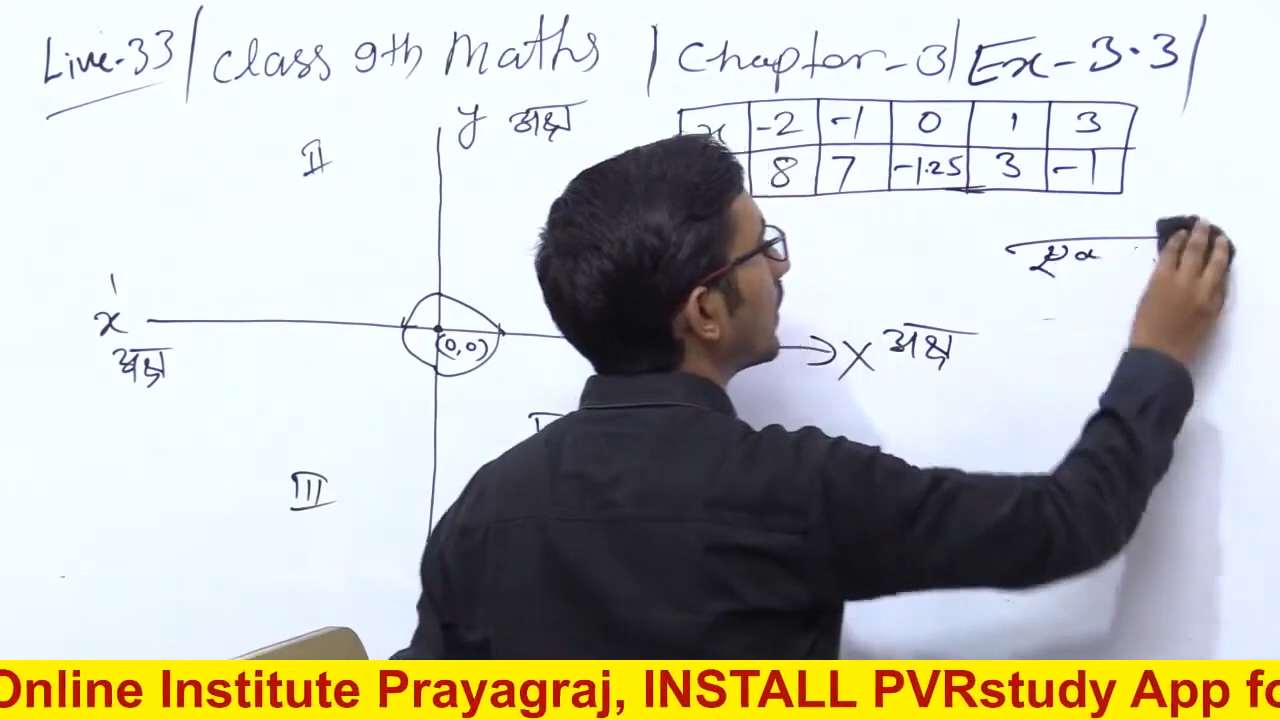 Live-33 / Class 9th Maths / Chapter-3 / Ex-3.3 /
y अक्ष
x -2 -1 0 1 3
8 7 -1.25 3 -1
II
x' अक्ष
(0,0)
X अक्ष
III
Online Institute Prayagraj, INSTALL PVRstudy App fo